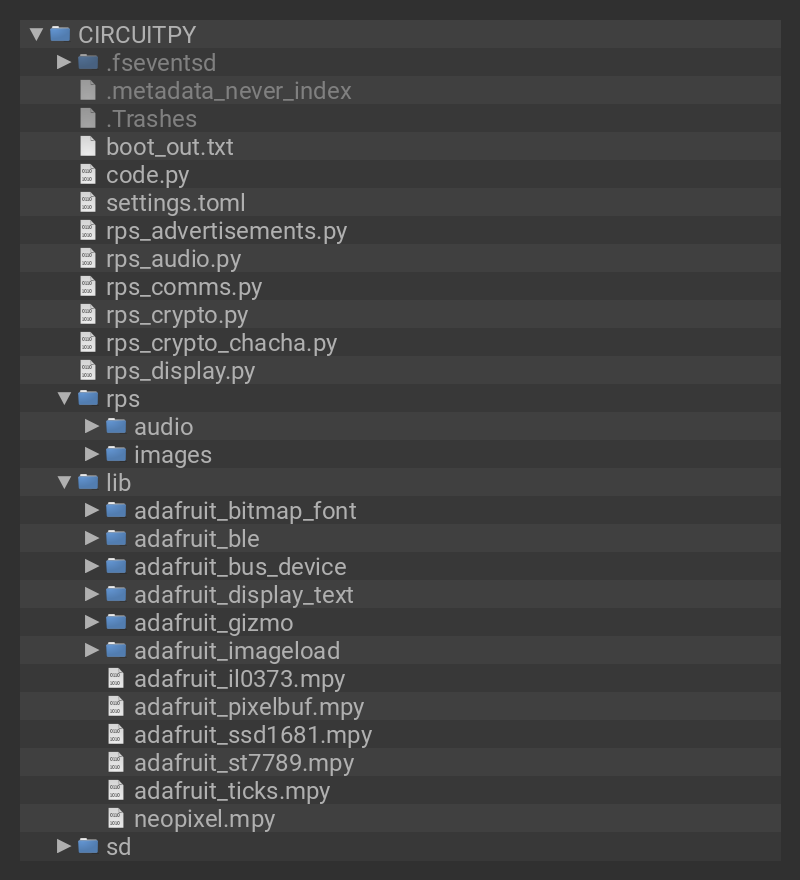 CIRCUITPY
.fseventsd
.metadata_never_index
.Trashes
boot_out.txt
code.py
settings.toml
rps_advertisements.py
rps_audio.py
rps_comms.py
rps_crypto.py
rps_crypto_chacha.py
rps_display.py
rps
audio
images
lib
adafruit_bitmap_font
adafruit_ble
adafruit_bus_device
adafruit_display_text
adafruit_gizmo
adafruit_imageload
adafruit_il0373.mpy
adafruit_pixelbuf.mpy
adafruit_ssd1681.mpy
adafruit_st7789.mpy
adafruit_ticks.mpy
neopixel.mpy
sd